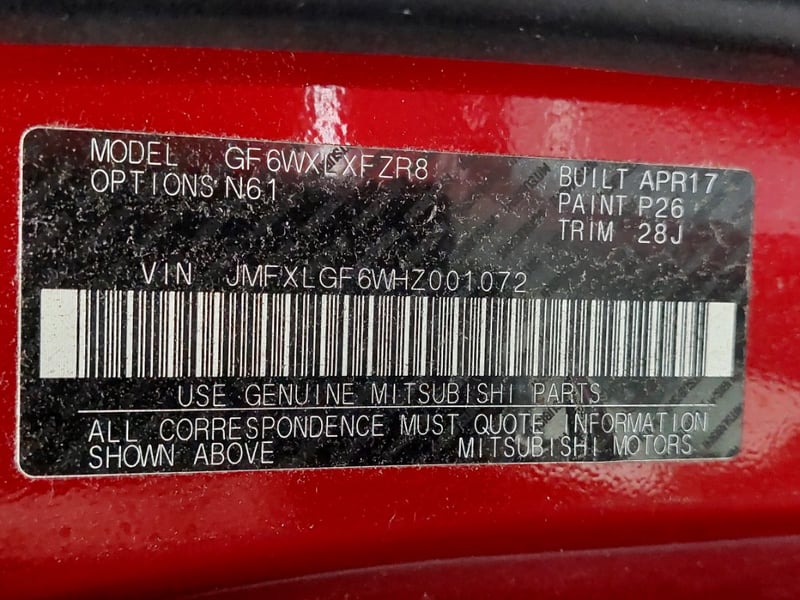 MODEL GF6WXLXFZR8
OPTIONS N61
BUILT APR17
PAINT P26
TRIM 28J
VIN JMFXLGF6WHZ001072
USE GENUINE MITSUBISHI PARTS
ALL CORRESPONDENCE MUST QUOTE INFORMATION
SHOWN ABOVE MITSUBISHI MOTORS